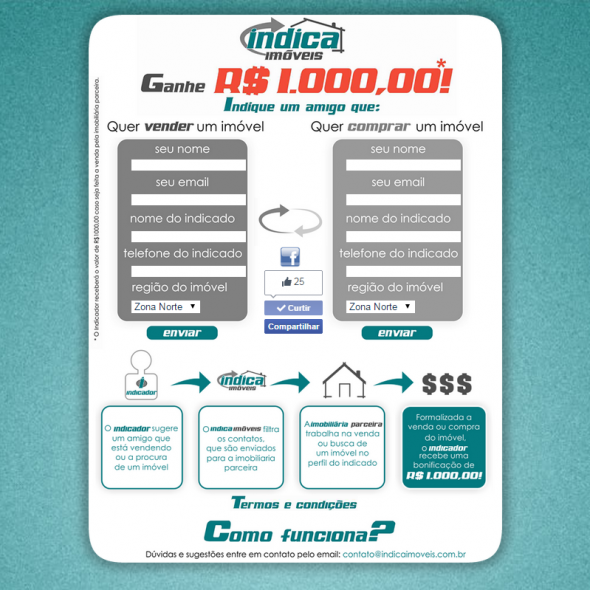 indica
imóveis
Ganhe R$ 1.000,00!*
Indique um amigo que:
* O Indicador receberá o valor de R$1000,00 caso seja feita a venda pela imobiliária parceira.
Quer vender um imóvel
seu nome
seu email
nome do indicado
telefone do indicado
região do imóvel
Zona Norte
enviar
f
25
Curtir
Compartilhar
Quer comprar um imóvel
seu nome
seu email
nome do indicado
telefone do indicado
região do imóvel
Zona Norte
enviar
indicador
indica
imóveis
$$$
O indicador sugere
um amigo que
está vendendo
ou a procura
de um imóvel
O indicaimóveis filtra
os contatos,
que são enviados
para a imobiliaria
parceira
A imobiliária parceira
trabalha na venda
ou busca de
um imóvel no
perfil do indicado
Formalizada a
venda ou compra
do imóvel,
o indicador
recebe uma
bonificação de
R$ 1.000,00!
Termos e condições
Como funciona?
Dúvidas e sugestões entre em contato pelo email: contato@indicaimoveis.com.br